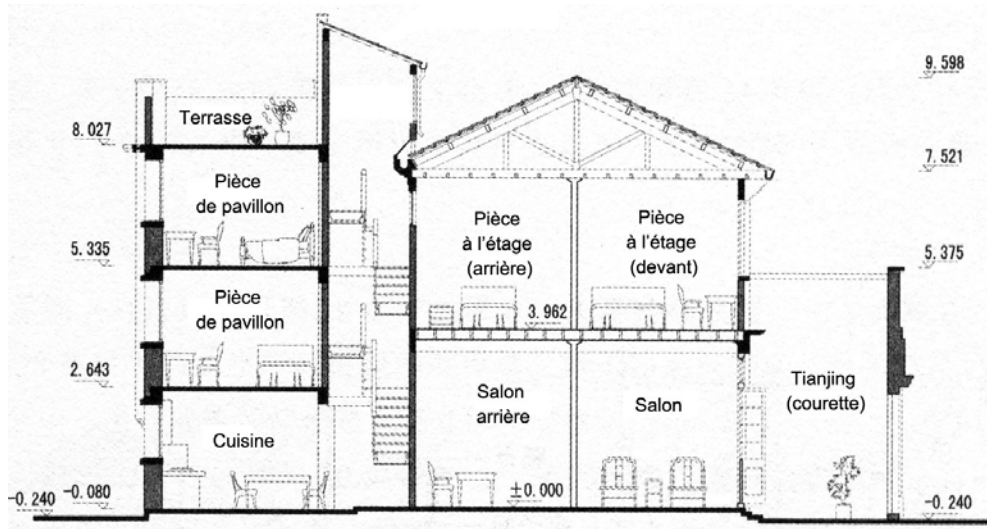 9.598
Terrasse
8.027
7.521
Pièce
de pavillon
Pièce
à l'étage
(arrière)
Pièce
à l'étage
(devant)
5.335
5.375
Pièce
de pavillon
3.962
2.643
Salon
arrière
Salon
Tianjing
(courette)
Cuisine
-0.240
-0.080
±0.000
-0.240